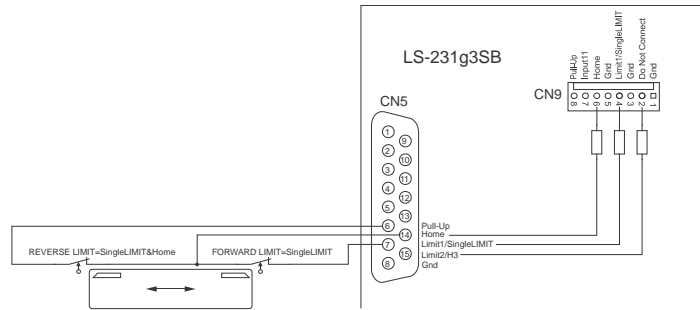 LS-231g3SB
Pull-Up
Input11
Home
Gnd
Limit1/SingleLIMIT
Gnd
Do Not Connect
Gnd
CN9
8
7
6
5
4
3
2
1
CN5
1
9
2
10
3
11
4
12
5
13
6
14
7
15
8
Pull-Up
Home
Limit1/SingleLIMIT
Limit2/H3
Gnd
REVERSE LIMIT=SingleLIMIT&Home
FORWARD LIMIT=SingleLIMIT